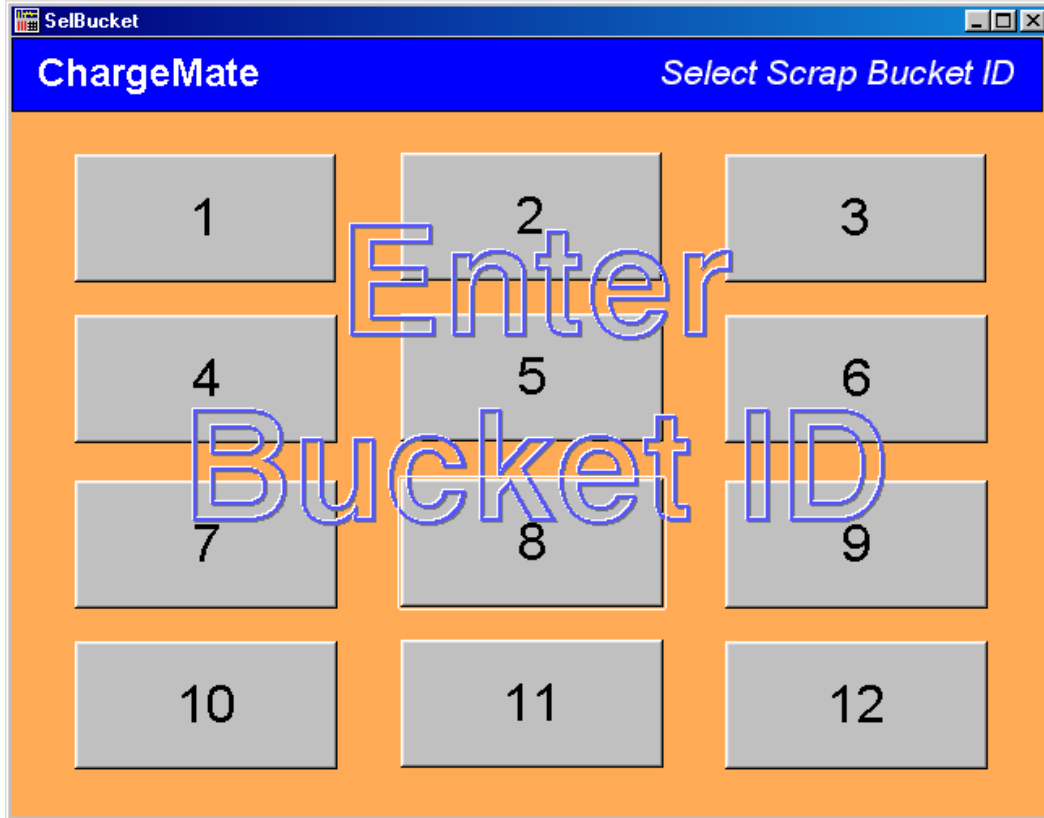 SelBucket
ChargeMate Select Scrap Bucket ID
1 2 3
Enter
4 5 6
Bucket ID
7 8 9
10 11 12